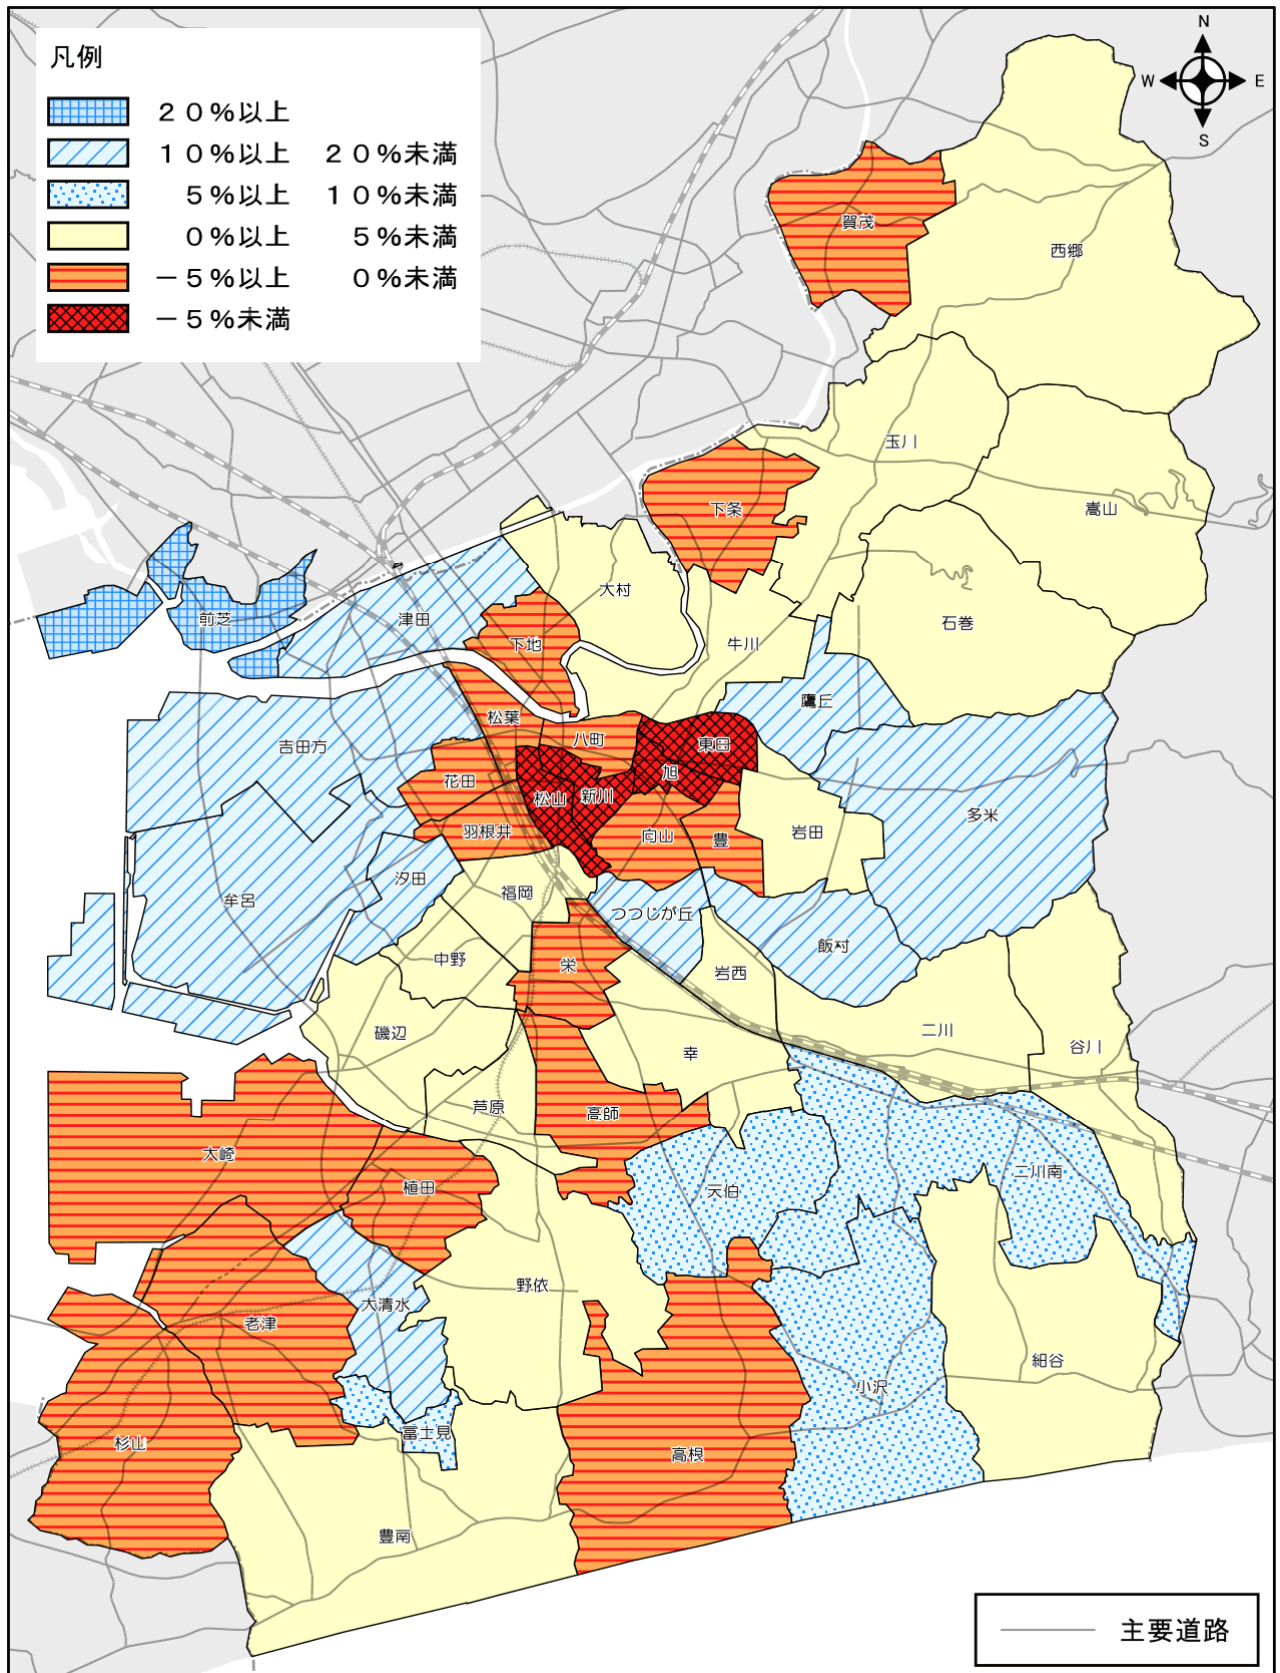 凡例
２０%以上
１０%以上　２０%未満
５%以上　１０%未満
０%以上　５%未満
－５%以上　０%未満
－５%未満
N
W E
S
賀茂
西郷
玉川
嵩山
下条
大村
石巻
前芝
津田
下地
牛川
鷹丘
松葉
吉田方
八町
東田
花田
旭
松山
新川
多米
羽根井
向山
豊
岩田
汐田
福岡
牟呂
つつじが丘
飯村
中野
栄
岩西
磯辺
二川
幸
谷川
芦原
高師
大崎
植田
天伯
二川南
野依
大清水
老津
細谷
小沢
富士見
杉山
高根
豊南
主要道路